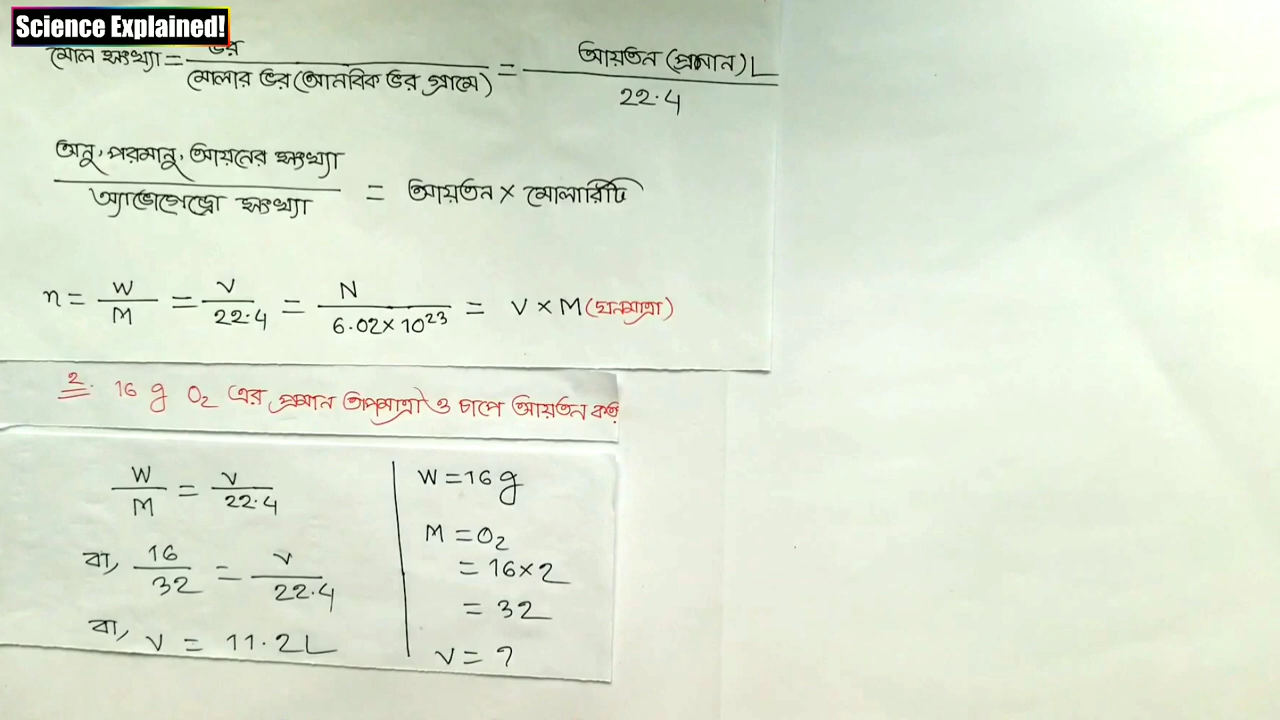 Science Explained!
মোল সংখ্যা = ভর / মোলার ভর (আনবিক ভর গ্রামে) = আয়তন (প্রমান) L / 22.4
অনু, পরমানু, আয়নের সংখ্যা / অ্যাভোগেড্রো সংখ্যা = আয়তন × মোলারিটি
n = W / M = V / 22.4 = N / 6.02 × 10²³ = V × M (ঘনমাত্রা)
2. 16 g O₂ এর প্রমান তাপমাত্রা ও চাপে আয়তন কত
W / M = V / 22.4
বা, 16 / 32 = V / 22.4
বা, V = 11.2 L
W = 16 g
M = O₂
= 16 × 2
= 32
V = ?